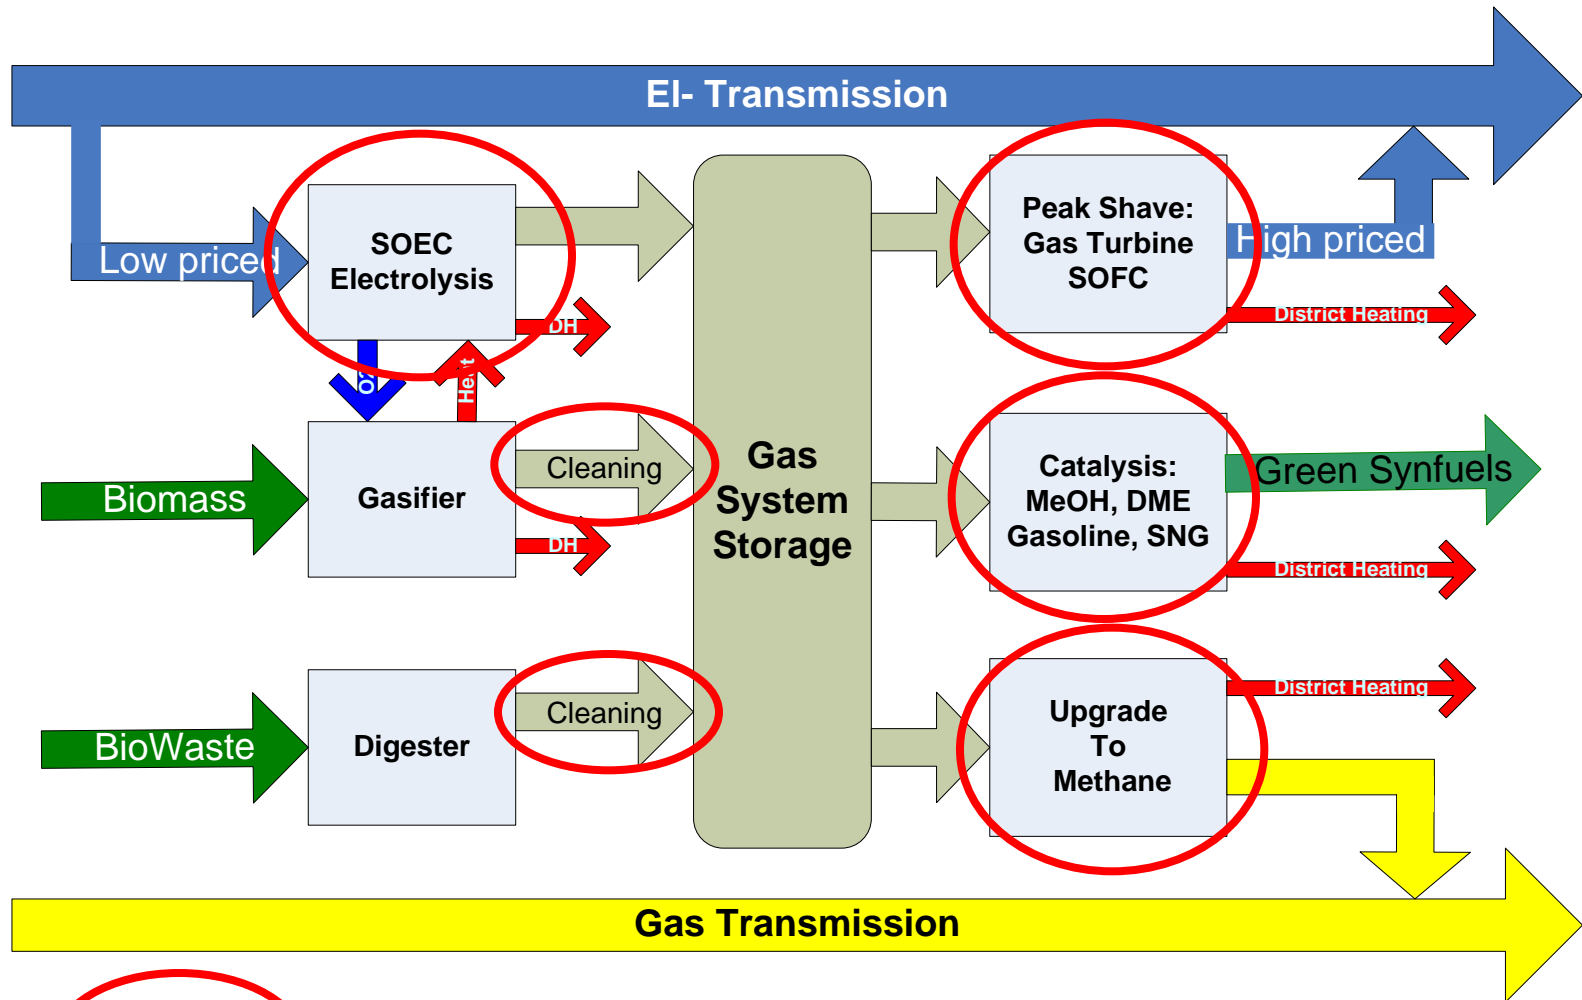 El- Transmission
Low priced
SOEC
Electrolysis
DH
O2
Heat
Peak Shave:
Gas Turbine
SOFC
High priced
District Heating
Biomass
Gasifier
Cleaning
DH
Gas
System
Storage
Catalysis:
MeOH, DME
Gasoline, SNG
Green Synfuels
District Heating
BioWaste
Digester
Cleaning
Upgrade
To
Methane
District Heating
Gas Transmission